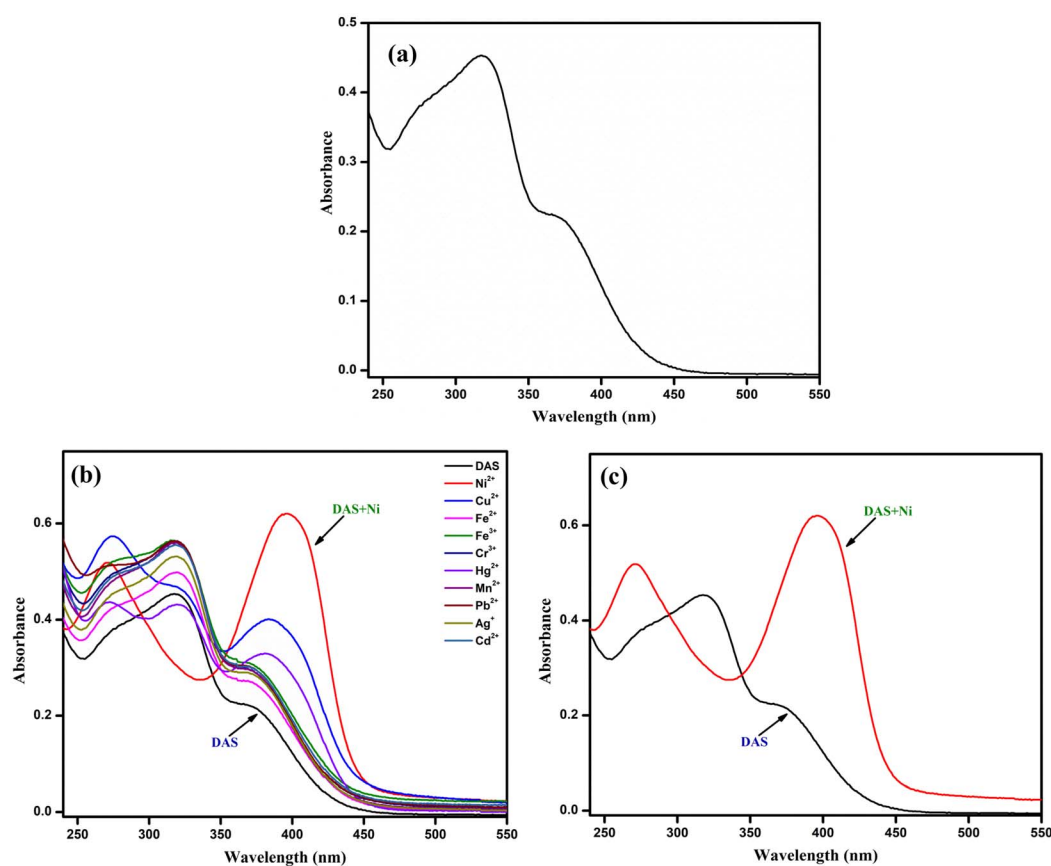 (a)
0.5
0.4
0.3
0.2
0.1
0.0
Absorbance
250 300 350 400 450 500 550
Wavelength (nm)
(b)
DAS
Ni2+
Cu2+
Fe2+
Fe3+
Cr3+
Hg2+
Mn2+
Pb2+
Ag+
Cd2+
DAS+Ni
DAS
0.6
0.4
0.2
0.0
Absorbance
250 300 350 400 450 500 550
Wavelength (nm)
(c)
DAS+Ni
DAS
0.6
0.4
0.2
0.0
Absorbance
250 300 350 400 450 500 550
Wavelength (nm)